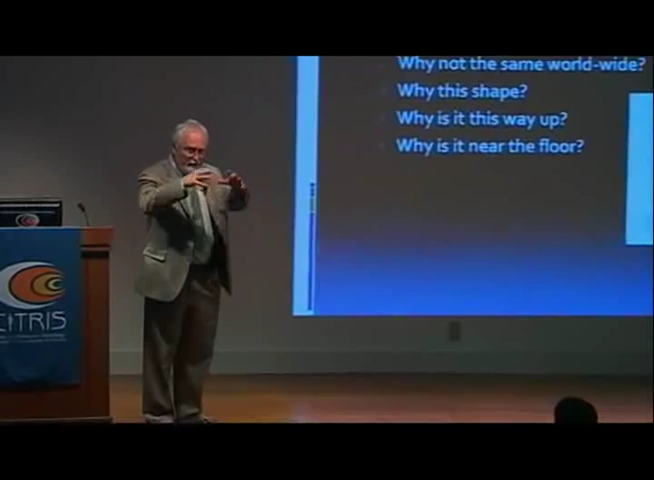 Why not the same world-wide?
Why this shape?
Why is it this way up?
Why is it near the floor?
CITRIS